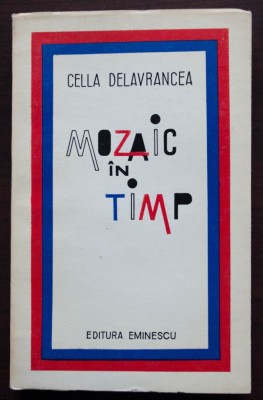 CELLA DELAVRANCEA
MOZAIC
ÎN
TIMP
EDITURA EMINESCU